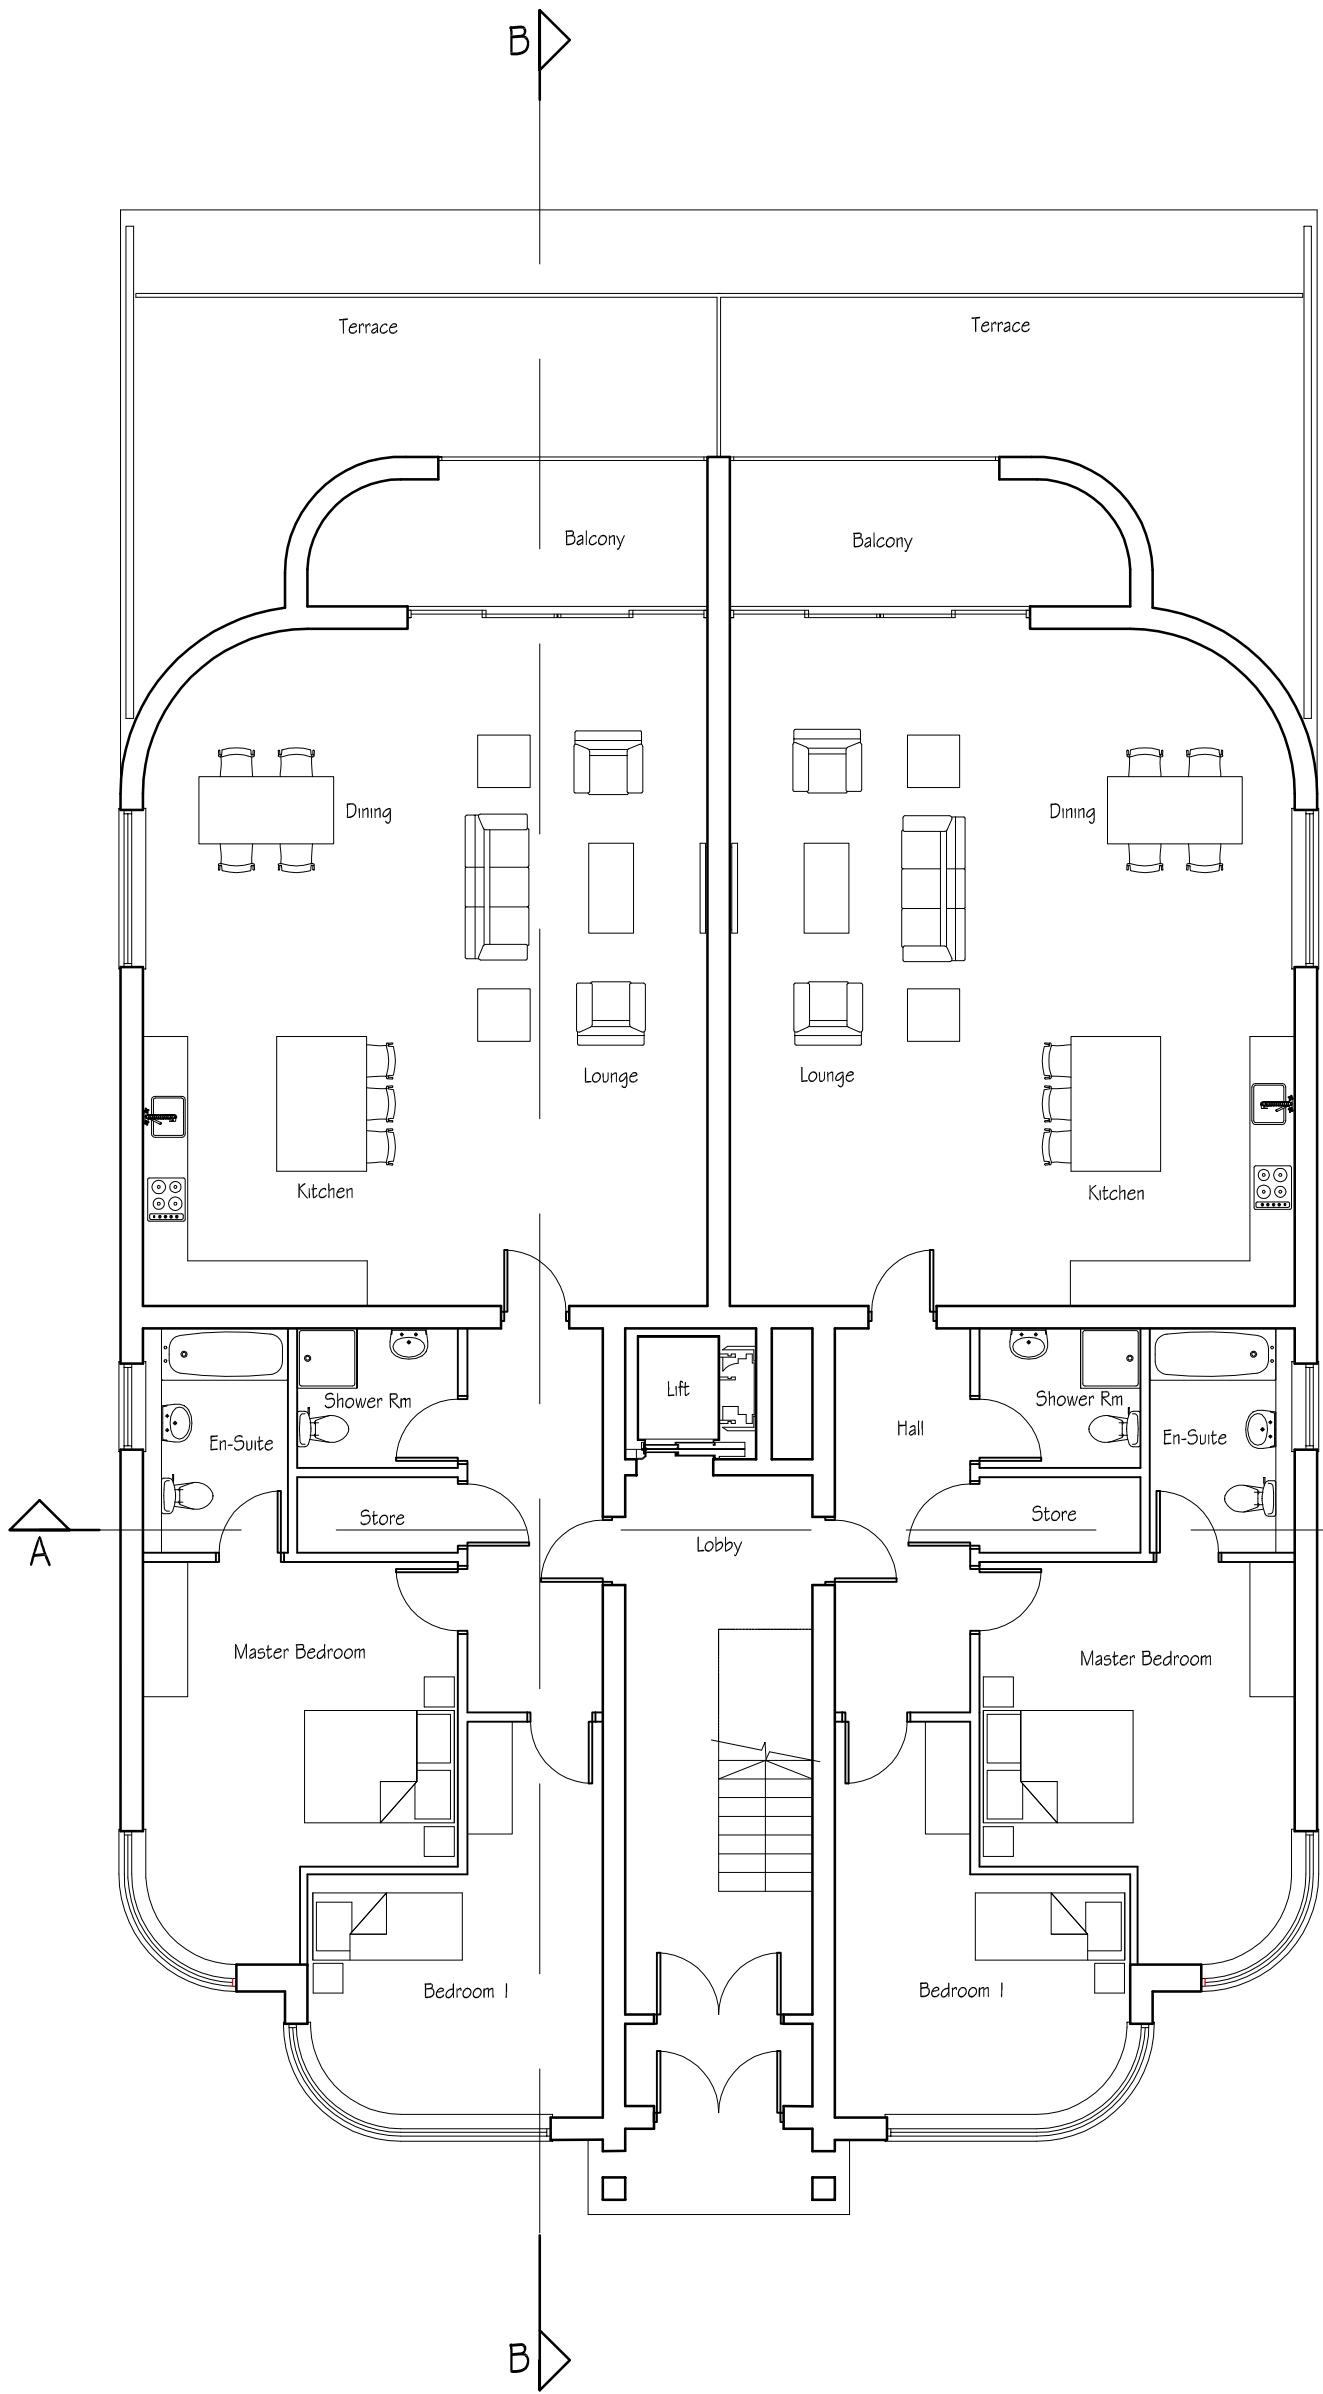 B
Terrace
Terrace
Balcony
Balcony
Dining
Dining
Lounge
Lounge
Kitchen
Kitchen
Lift
Shower Rm
Shower Rm
Hall
En-Suite
En-Suite
Store
Store
Lobby
A
Master Bedroom
Master Bedroom
Bedroom 1
Bedroom 1
B